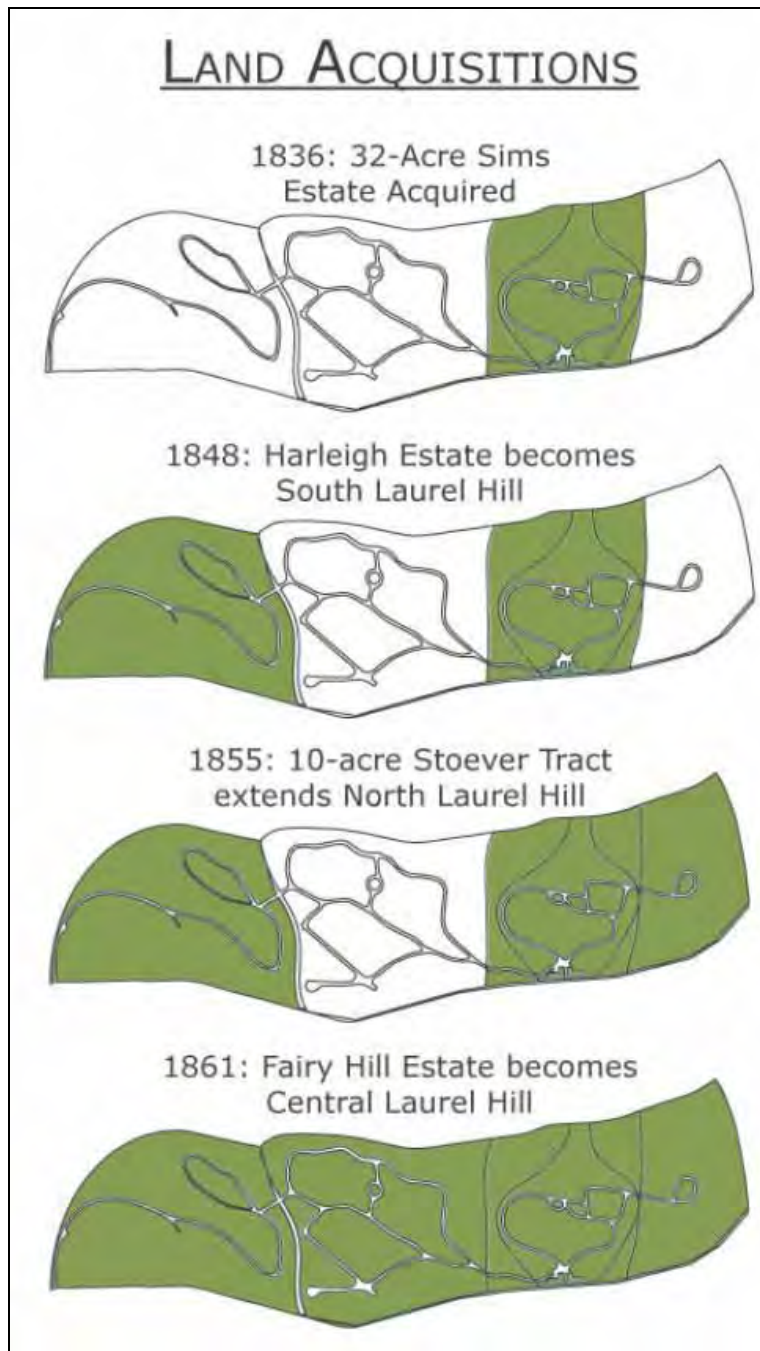 LAND ACQUISITIONS
1836: 32-Acre Sims
Estate Acquired
1848: Harleigh Estate becomes
South Laurel Hill
1855: 10-acre Stoever Tract
extends North Laurel Hill
1861: Fairy Hill Estate becomes
Central Laurel Hill